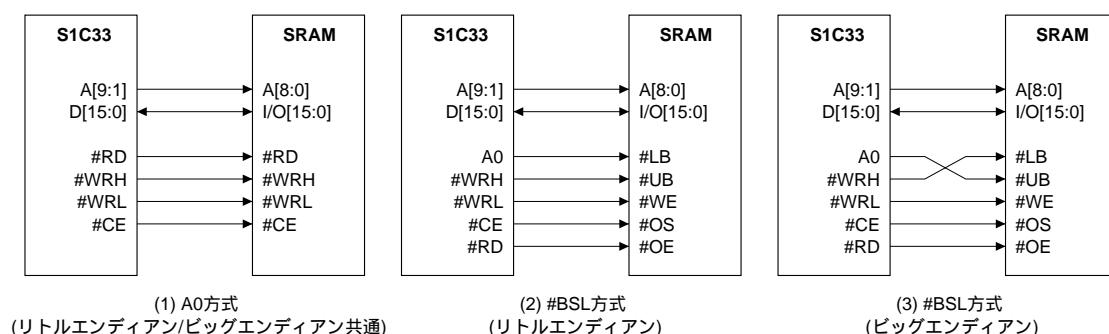 S1C33 SRAM
A[9:1] A[8:0]
D[15:0] I/O[15:0]
#RD #RD
#WRH #WRH
#WRL #WRL
#CE #CE
(1) A0方式
(リトルエンディアン/ビッグエンディアン共通)
S1C33 SRAM
A[9:1] A[8:0]
D[15:0] I/O[15:0]
A0 #LB
#WRH #UB
#WRL #WE
#CE #OS
#RD #OE
(2) #BSL方式
(リトルエンディアン)
S1C33 SRAM
A[9:1] A[8:0]
D[15:0] I/O[15:0]
A0 #LB
#WRH #UB
#WRL #WE
#CE #OS
#RD #OE
(3) #BSL方式
(ビッグエンディアン)